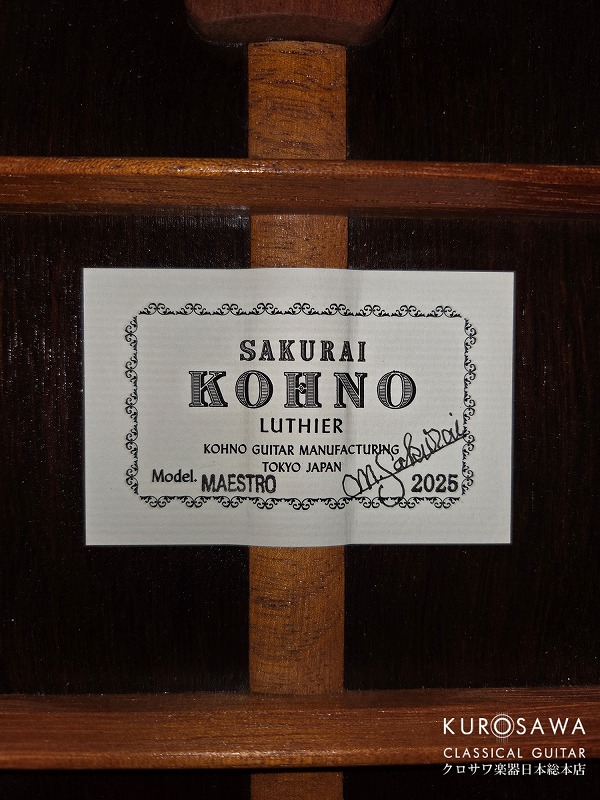 SAKURAI
KOHNO
LUTHIER
KOHNO GUITAR MANUFACTURING
TOKYO JAPAN
Model. MAESTRO
M. Sakurai
2025
KUROSAWA
CLASSICAL GUITAR
クロサワ楽器日本総本店